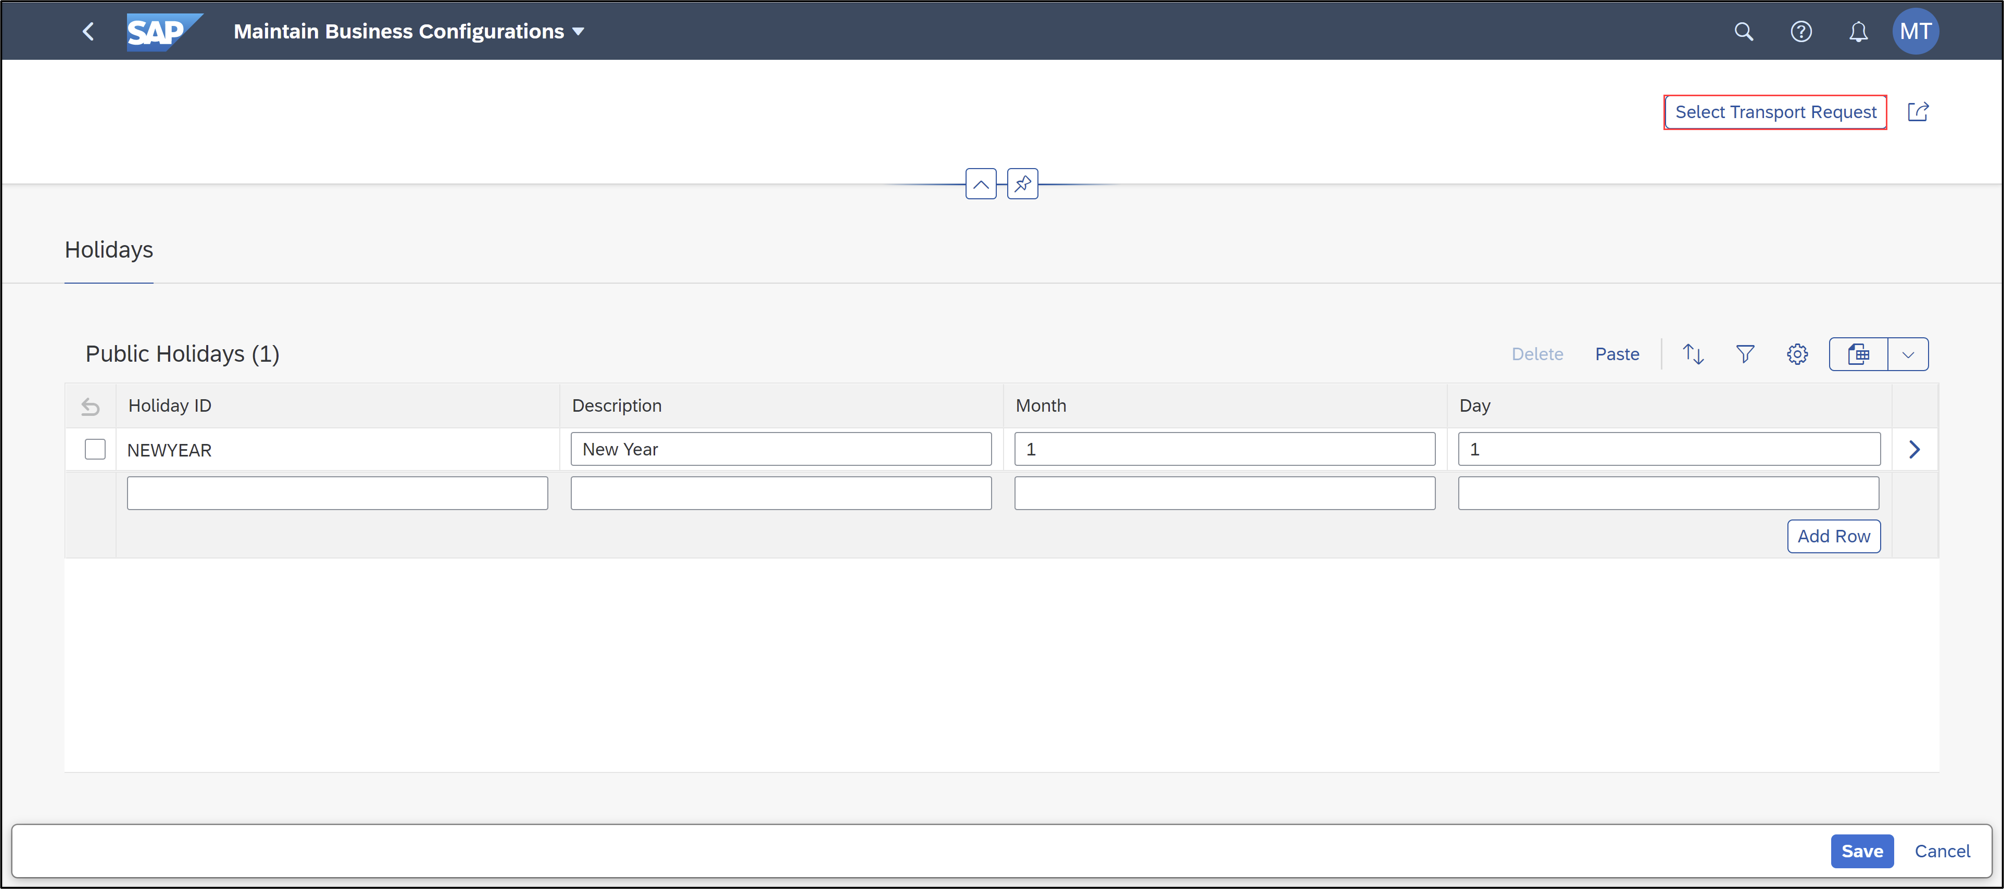 SAP Maintain Business Configurations MT
Select Transport Request
Holidays
Public Holidays (1) Delete Paste
Holiday ID Description Month Day
NEWYEAR New Year 1 1
Add Row
Save Cancel